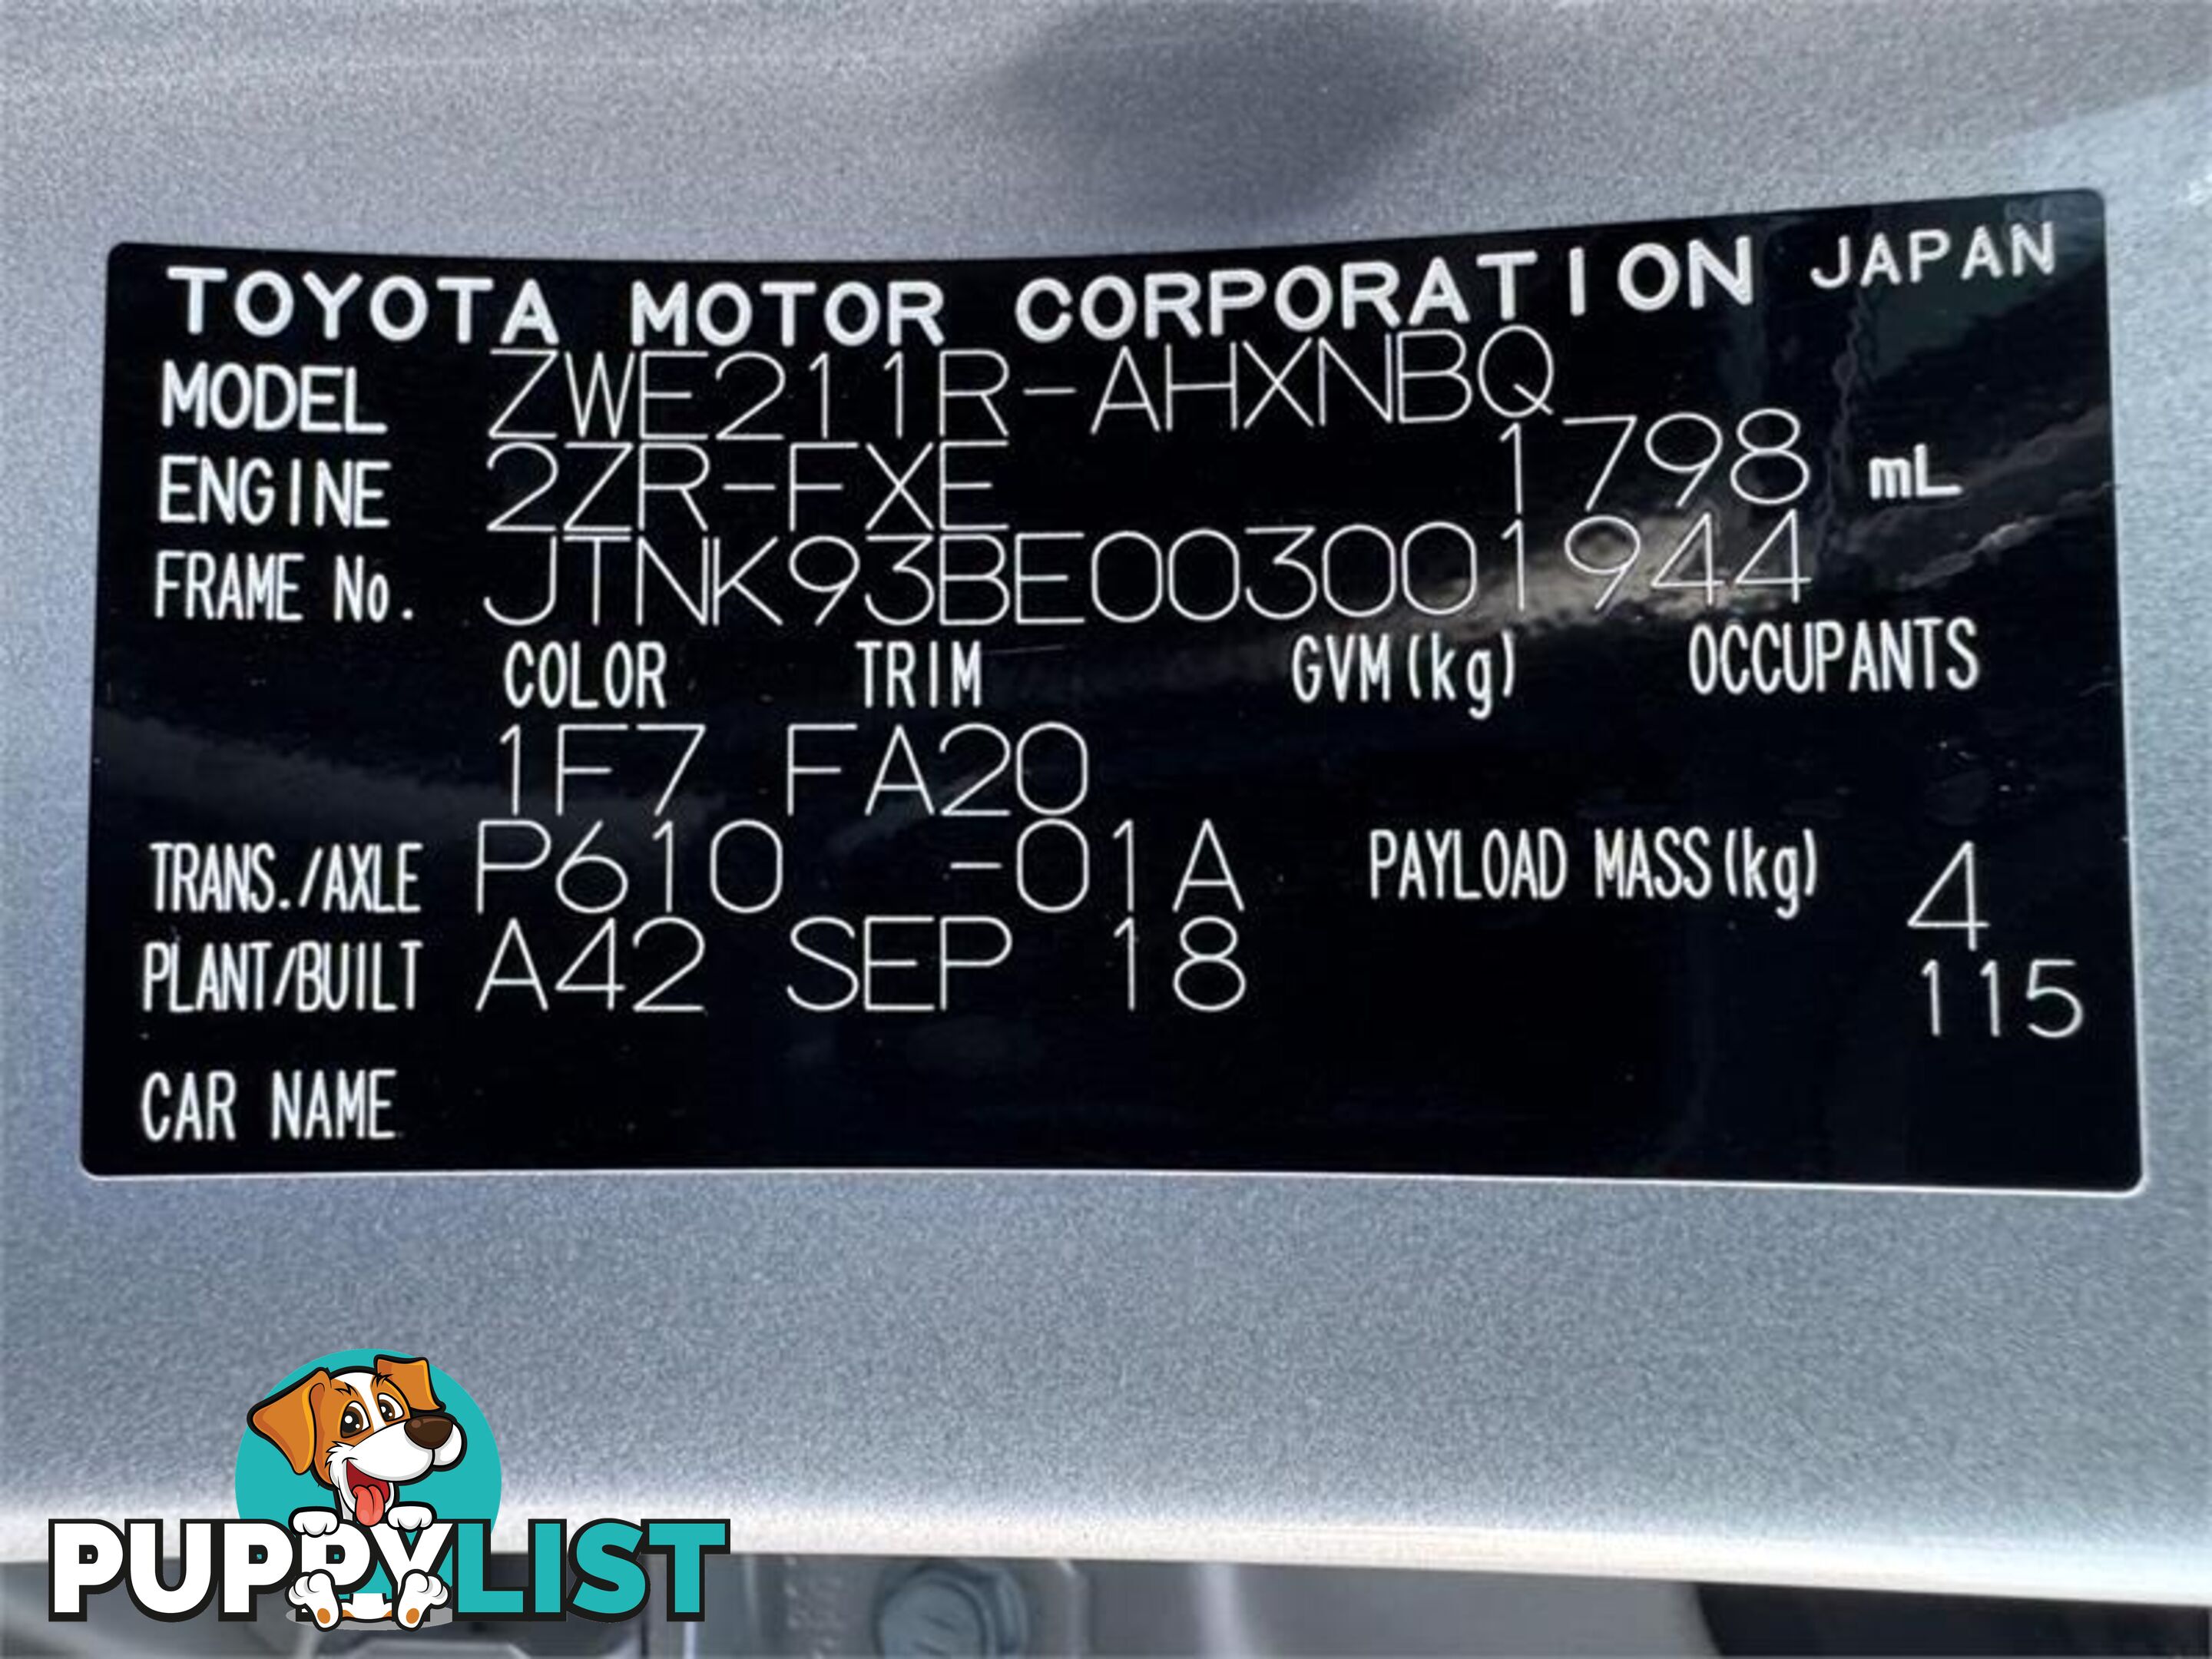 TOYOTA MOTOR CORPORATION JAPAN
MODEL ZWE211R-AHXNBQ
ENGINE 2ZR-FXE 1798 mL
FRAME No. JTNK93BE003001944
COLOR TRIM GVM(kg) OCCUPANTS
1F7 FA20
TRANS./AXLE P610 -01A PAYLOAD MASS(kg) 4
PLANT/BUILT A42 SEP 18 115
CAR NAME
PUPPYLIST